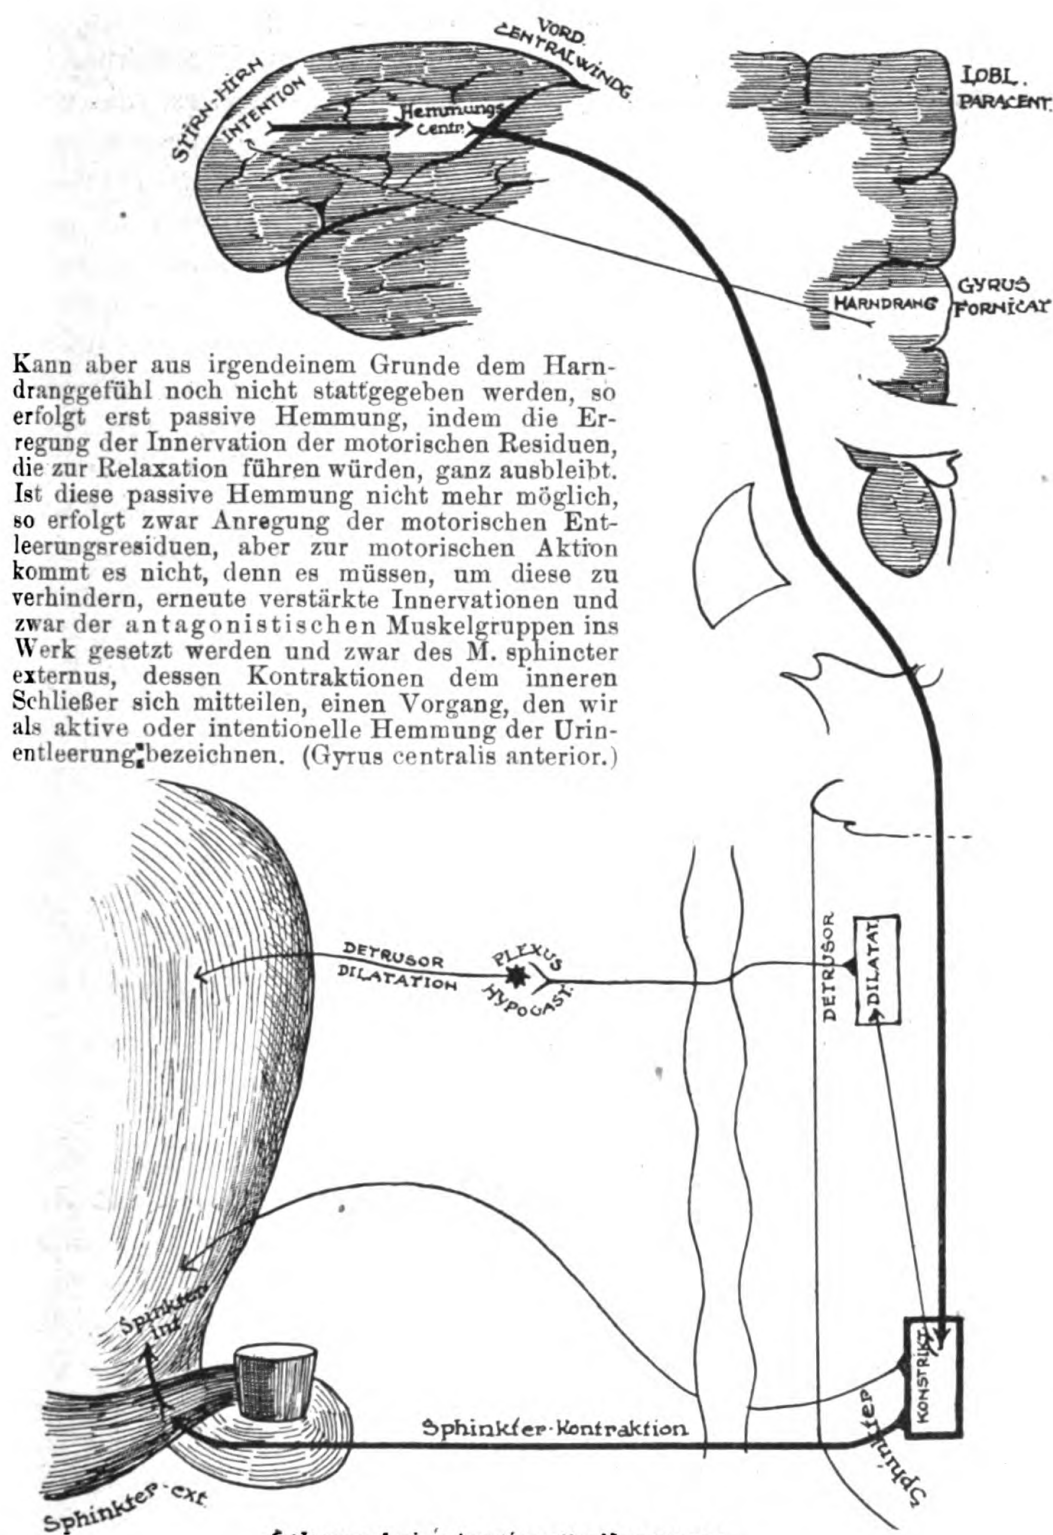 VORD.
CENTRALWINDG.
STIRN-HIRN
INTENTION
Hemmungs
Centr.
LOBL.
PARACENT.
HARNDRANG
GYRUS
FORNICAT
Kann aber aus irgendeinem Grunde dem Harn-
dranggefühl noch nicht stattgegeben werden, so
erfolgt erst passive Hemmung, indem die Er-
regung der Innervation der motorischen Residuen,
die zur Relaxation führen würden, ganz ausbleibt.
Ist diese passive Hemmung nicht mehr möglich,
so erfolgt zwar Anregung der motorischen Ent-
leerungsresiduen, aber zur motorischen Aktion
kommt es nicht, denn es müssen, um diese zu
verhindern, erneute verstärkte Innervationen und
zwar der antagonistischen Muskelgruppen ins
Werk gesetzt werden und zwar des M. sphincter
externus, dessen Kontraktionen dem inneren
Schließer sich mitteilen, einen Vorgang, den wir
als aktive oder intentionelle Hemmung der Urin-
entleerung bezeichnen. (Gyrus centralis anterior.)
DETRUSOR
DILATATION
PLEXUS
HYPOGAST.
DETRUSOR
DILATAT.
Spinkter
int.
KONSTRIKT.
Sphinkter
Sphinkter-Kontraktion
Sphinkter-ext.